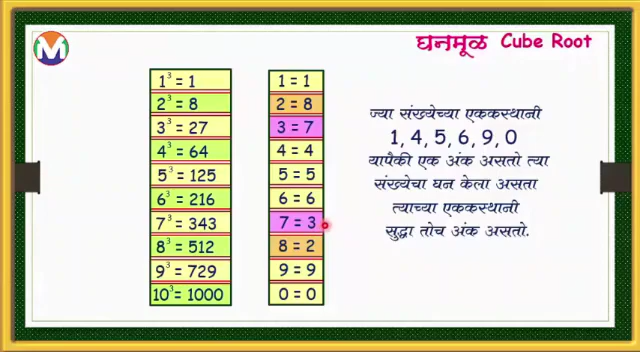 M
घनमूळ Cube Root
1³ = 1
2³ = 8
3³ = 27
4³ = 64
5³ = 125
6³ = 216
7³ = 343
8³ = 512
9³ = 729
10³ = 1000
1 = 1
2 = 8
3 = 7
4 = 4
5 = 5
6 = 6
7 = 3
8 = 2
9 = 9
0 = 0
ज्या संख्येच्या एककस्थानी
1, 4, 5, 6, 9, 0
यापैकी एक अंक असतो त्या
संख्येचा घन केला असता
त्याच्या एककस्थानी
सुद्धा तोच अंक असतो.